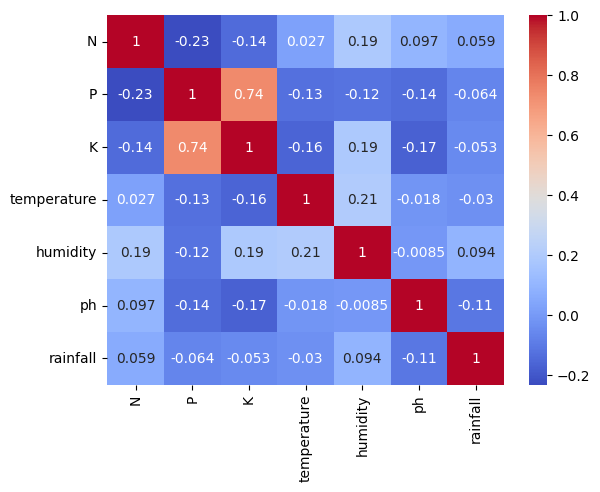 N 1 -0.23 -0.14 0.027 0.19 0.097 0.059
P -0.23 1 0.74 -0.13 -0.12 -0.14 -0.064
K -0.14 0.74 1 -0.16 0.19 -0.17 -0.053
temperature 0.027 -0.13 -0.16 1 0.21 -0.018 -0.03
humidity 0.19 -0.12 0.19 0.21 1 -0.0085 0.094
ph 0.097 -0.14 -0.17 -0.018 -0.0085 1 -0.11
rainfall 0.059 -0.064 -0.053 -0.03 0.094 -0.11 1
N P K temperature humidity ph rainfall
1.0
0.8
0.6
0.4
0.2
0.0
−0.2